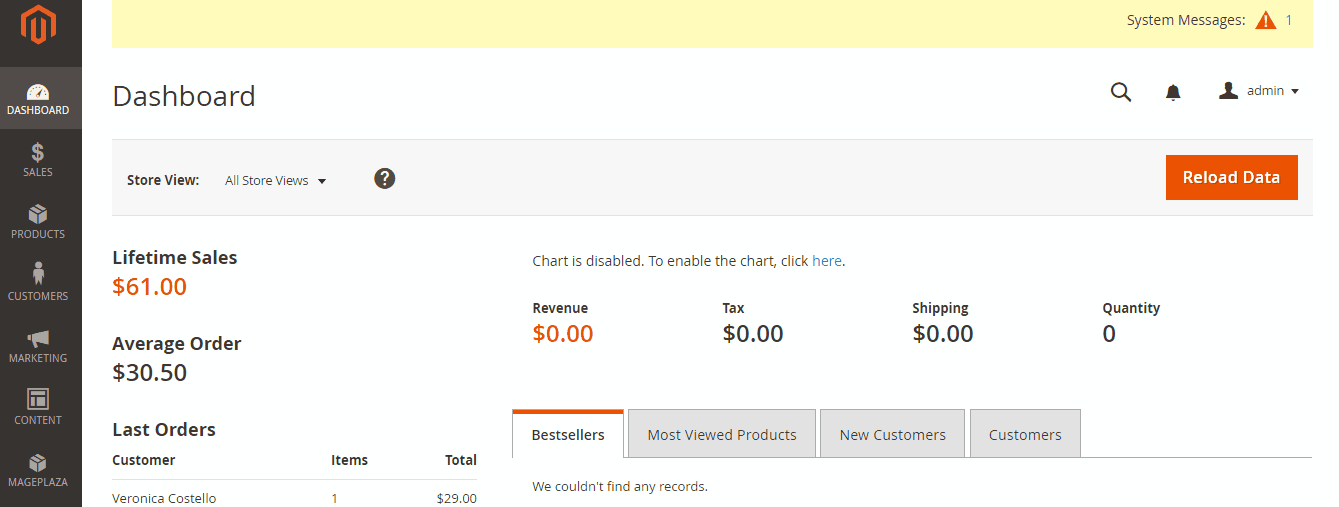 System Messages: 1
DASHBOARD
SALES
PRODUCTS
CUSTOMERS
MARKETING
CONTENT
MAGEPLAZA
Dashboard
admin
Store View: All Store Views ?
Reload Data
Lifetime Sales
$61.00
Average Order
$30.50
Last Orders
Customer Items Total
Veronica Costello 1 $29.00
Chart is disabled. To enable the chart, click here.
Revenue Tax Shipping Quantity
$0.00 $0.00 $0.00 0
Bestsellers Most Viewed Products New Customers Customers
We couldn't find any records.